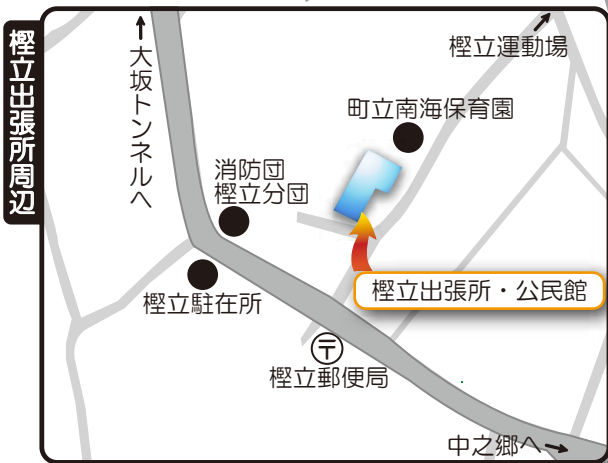 樫立出張所周辺
↑大坂トンネルへ
樫立運動場
町立南海保育園
消防団
樫立分団
樫立出張所・公民館
樫立駐在所
〒
樫立郵便局
中之郷へ→